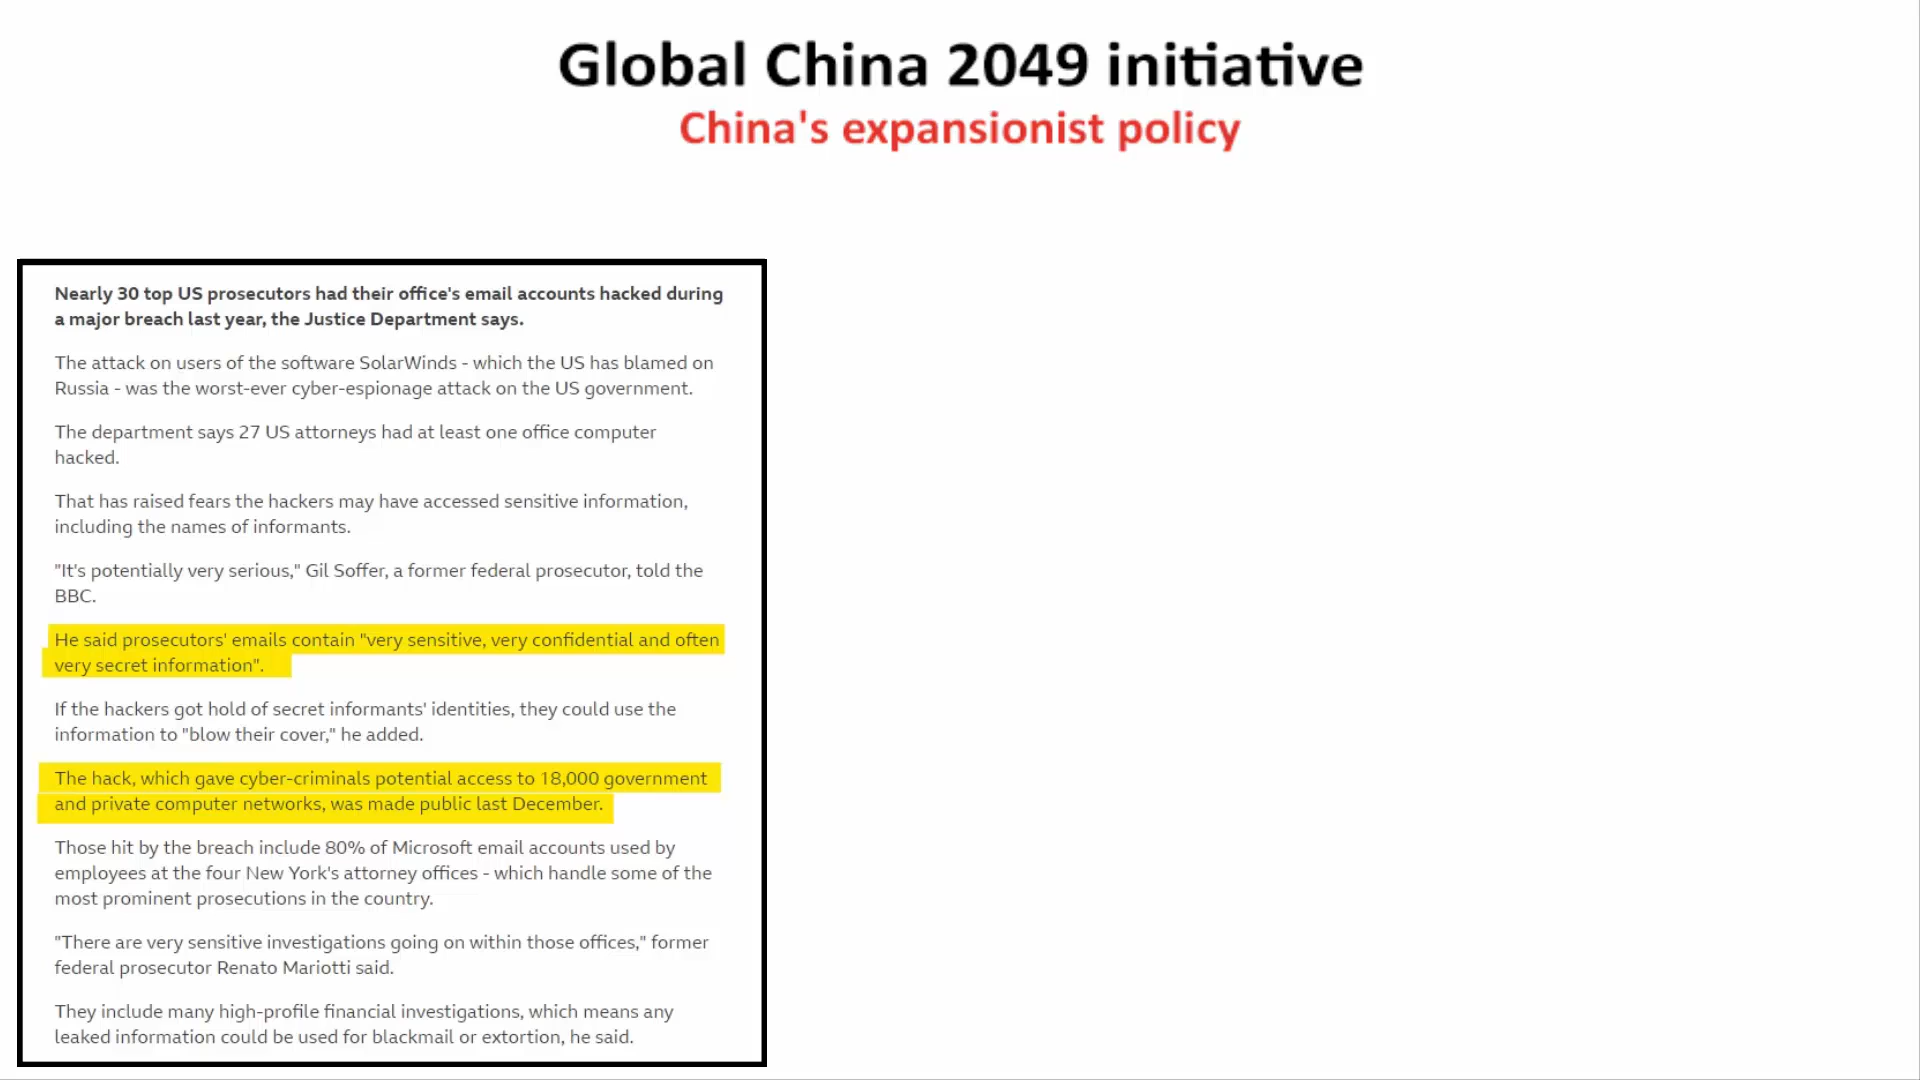 Global China 2049 initiative
China's expansionist policy
Nearly 30 top US prosecutors had their office's email accounts hacked during
a major breach last year, the Justice Department says.
The attack on users of the software SolarWinds - which the US has blamed on
Russia - was the worst-ever cyber-espionage attack on the US government.
The department says 27 US attorneys had at least one office computer
hacked.
That has raised fears the hackers may have accessed sensitive information,
including the names of informants.
"It's potentially very serious," Gil Soffer, a former federal prosecutor, told the
BBC.
He said prosecutors' emails contain "very sensitive, very confidential and often
very secret information".
If the hackers got hold of secret informants' identities, they could use the
information to "blow their cover," he added.
The hack, which gave cyber-criminals potential access to 18,000 government
and private computer networks, was made public last December.
Those hit by the breach include 80% of Microsoft email accounts used by
employees at the four New York's attorney offices - which handle some of the
most prominent prosecutions in the country.
"There are very sensitive investigations going on within those offices," former
federal prosecutor Renato Mariotti said.
They include many high-profile financial investigations, which means any
leaked information could be used for blackmail or extortion, he said.